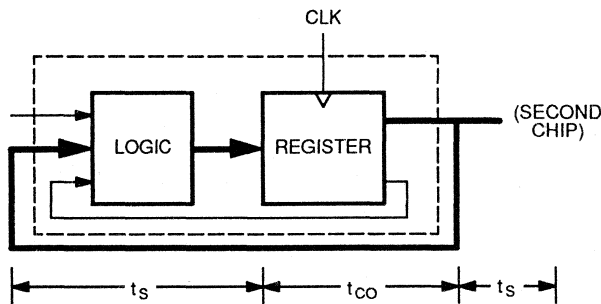 CLK
LOGIC
REGISTER
(SECOND
CHIP)
tS
tCO
tS